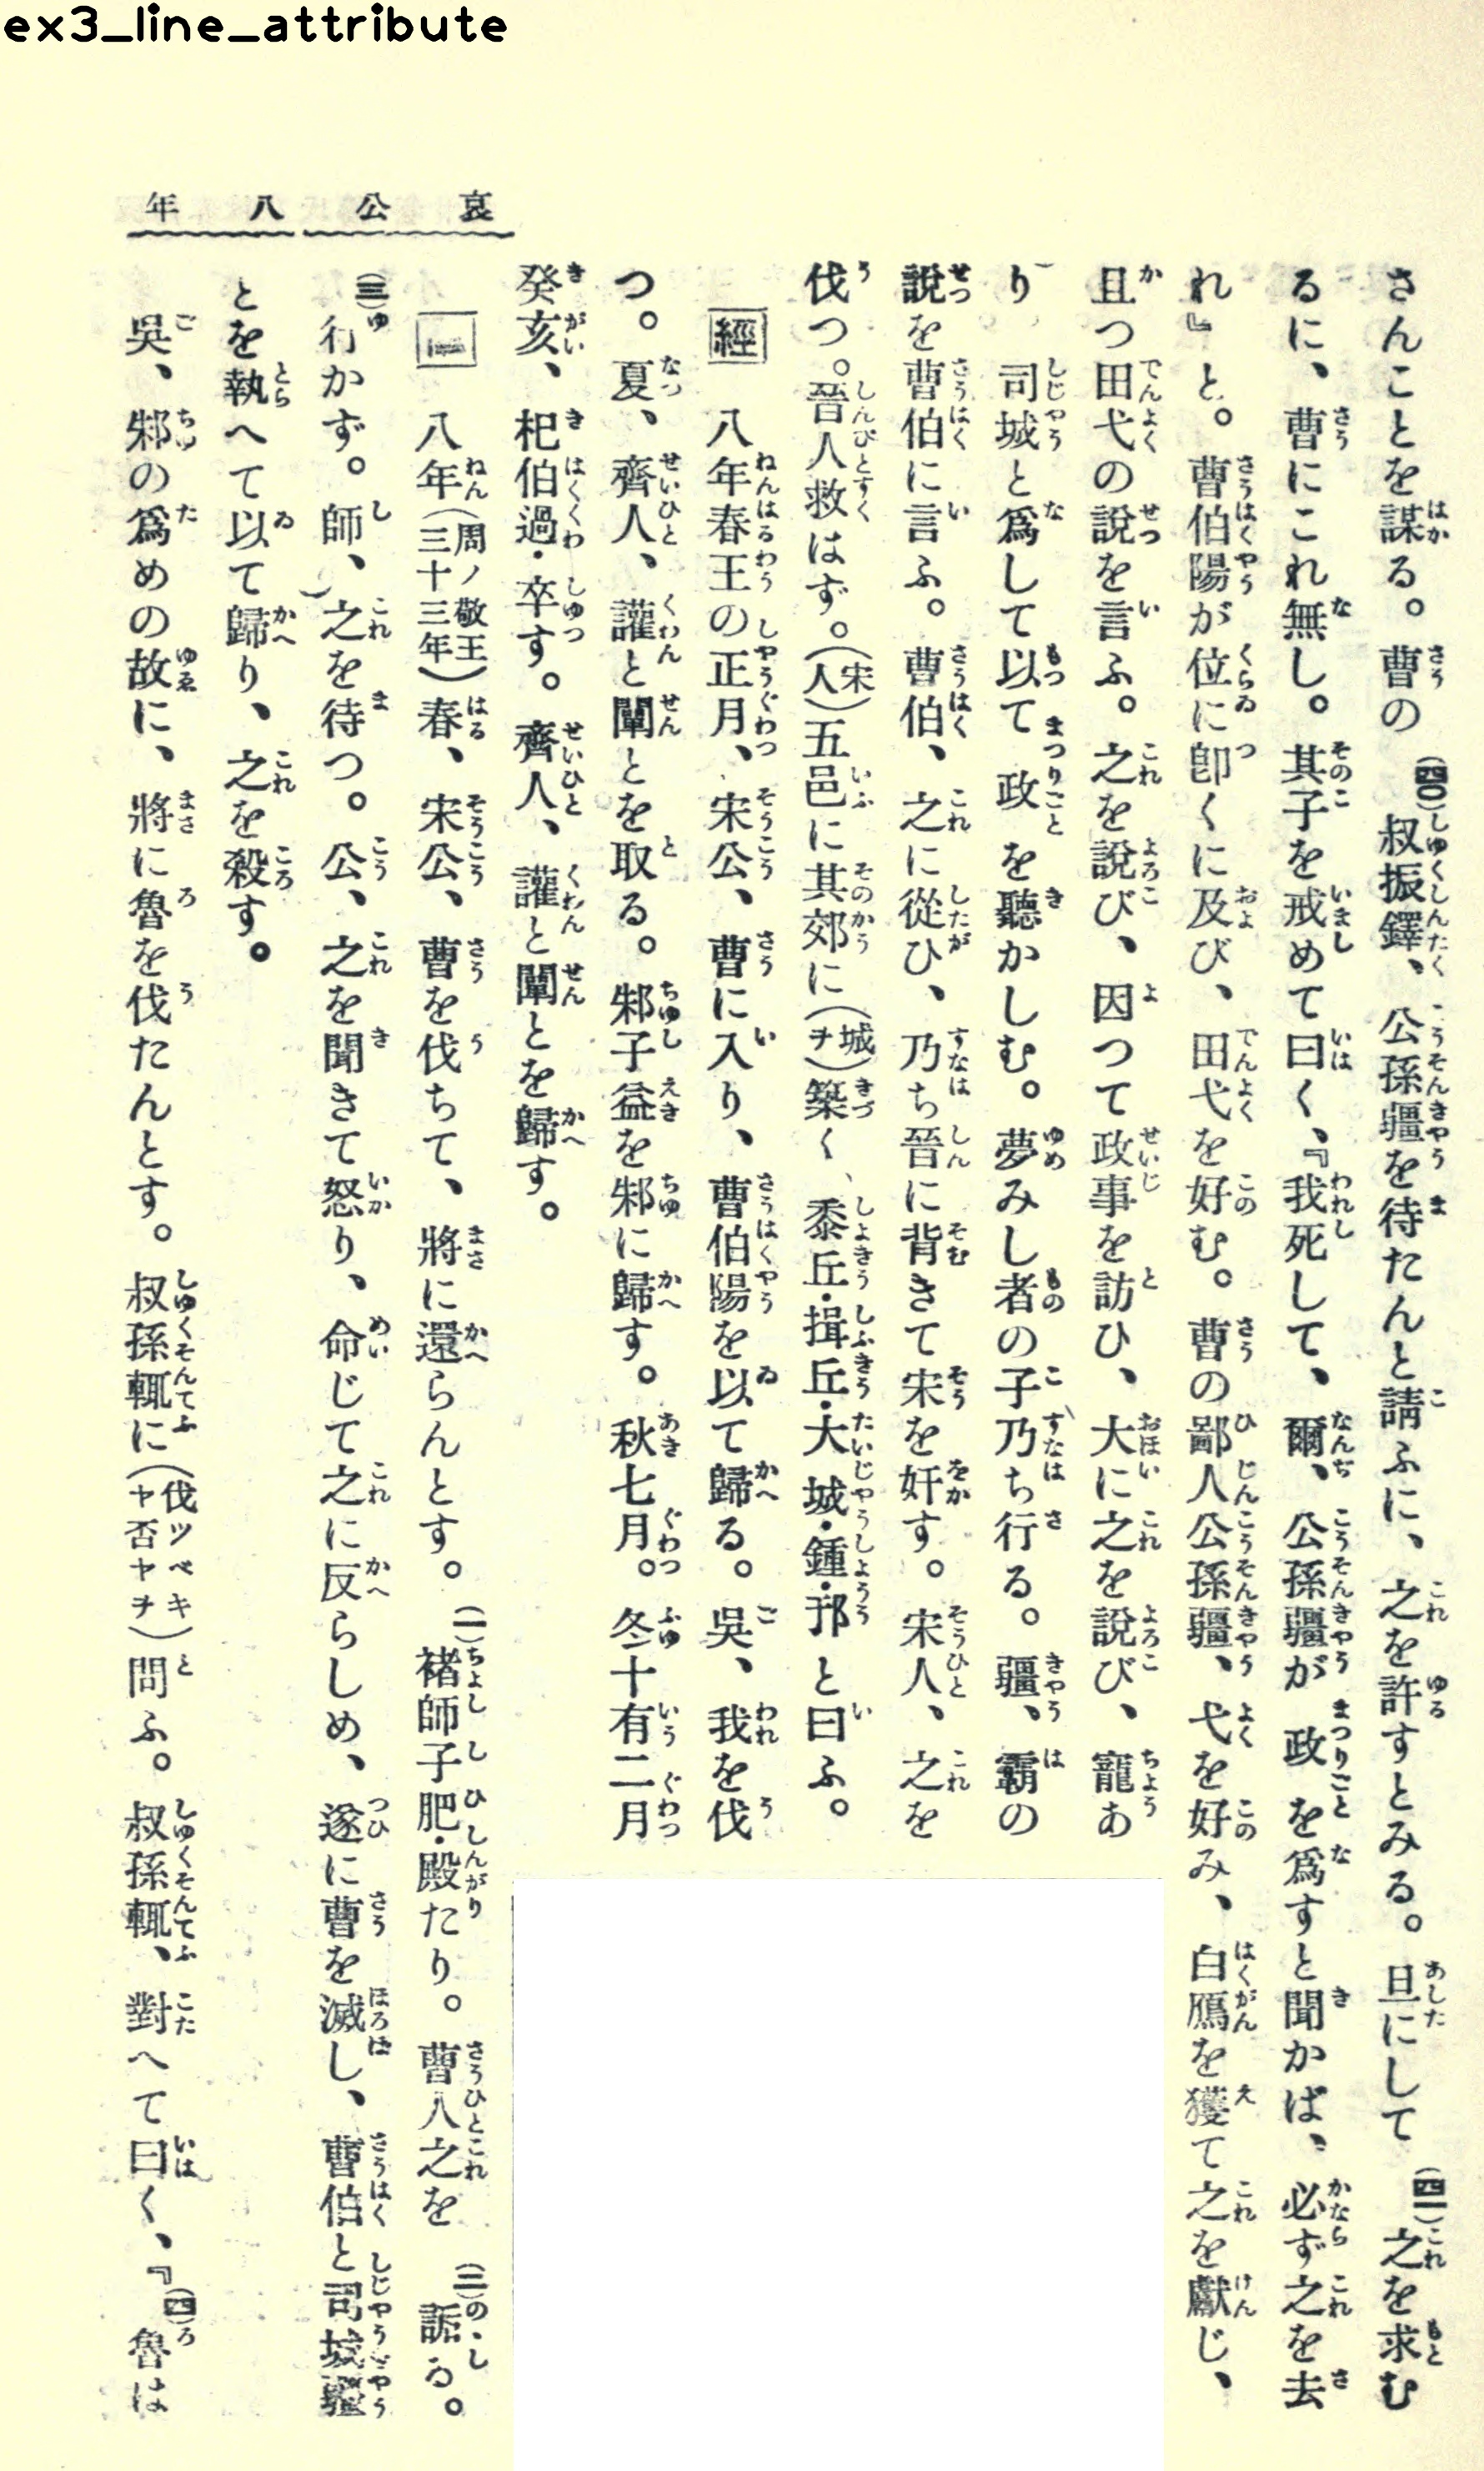 ex3_line_attribute
哀公八年
さんことを謀る。曹の(四〇)叔振鐸、公孫疆を待たんと請ふに、之を許すとみる。旦にして(四一)之を求む
るに、曹にこれ無し。其子を戒めて曰く、『我死して、爾、公孫疆が政を爲すと聞かば、必ず之を去
れ』と。曹伯陽が位に卽くに及び、田弋を好む。曹の鄙人公孫疆、弋を好み、白鴈を獲て之を獻じ、
且つ田弋の說を言ふ。之を說び、因つて政事を訪ひ、大に之を說び、寵あ
り 司城と爲して以て政を聽かしむ。夢みし者の子乃ち行る。疆、霸の
說を曹伯に言ふ。曹伯、之に從ひ、乃ち晉に背きて宋を奸す。宋人、之を
伐つ。晉人救はず。(宋人)五邑に其郊に(城ヲ)築く、黍丘・揖丘・大城・鍾・邘と曰ふ。
經 八年春王の正月、宋公、曹に入り、曹伯陽を以て歸る。吳、我を伐
つ。夏、齊人、讙と闡とを取る。邾子益を邾に歸す。秋七月。冬十有二月
癸亥、杞伯過・卒す。齊人、讙と闡とを歸す。
一 八年(周ノ敬王三十三年)春、宋公、曹を伐ちて、將に還らんとす。(一)褚師子肥・殿たり。曹人之を(二)詬る。
(三)行かず。師、之を待つ。公、之を聞きて怒り、命じて之に反らしめ、遂に曹を滅し、曹伯と司城疆
とを執へて以て歸り、之を殺す。
吳、邾の爲めの故に、將に魯を伐たんとす。叔孫輒に(伐ツベキヤ否ヤヲ)問ふ。叔孫輒、對へて曰く、『(四)魯は